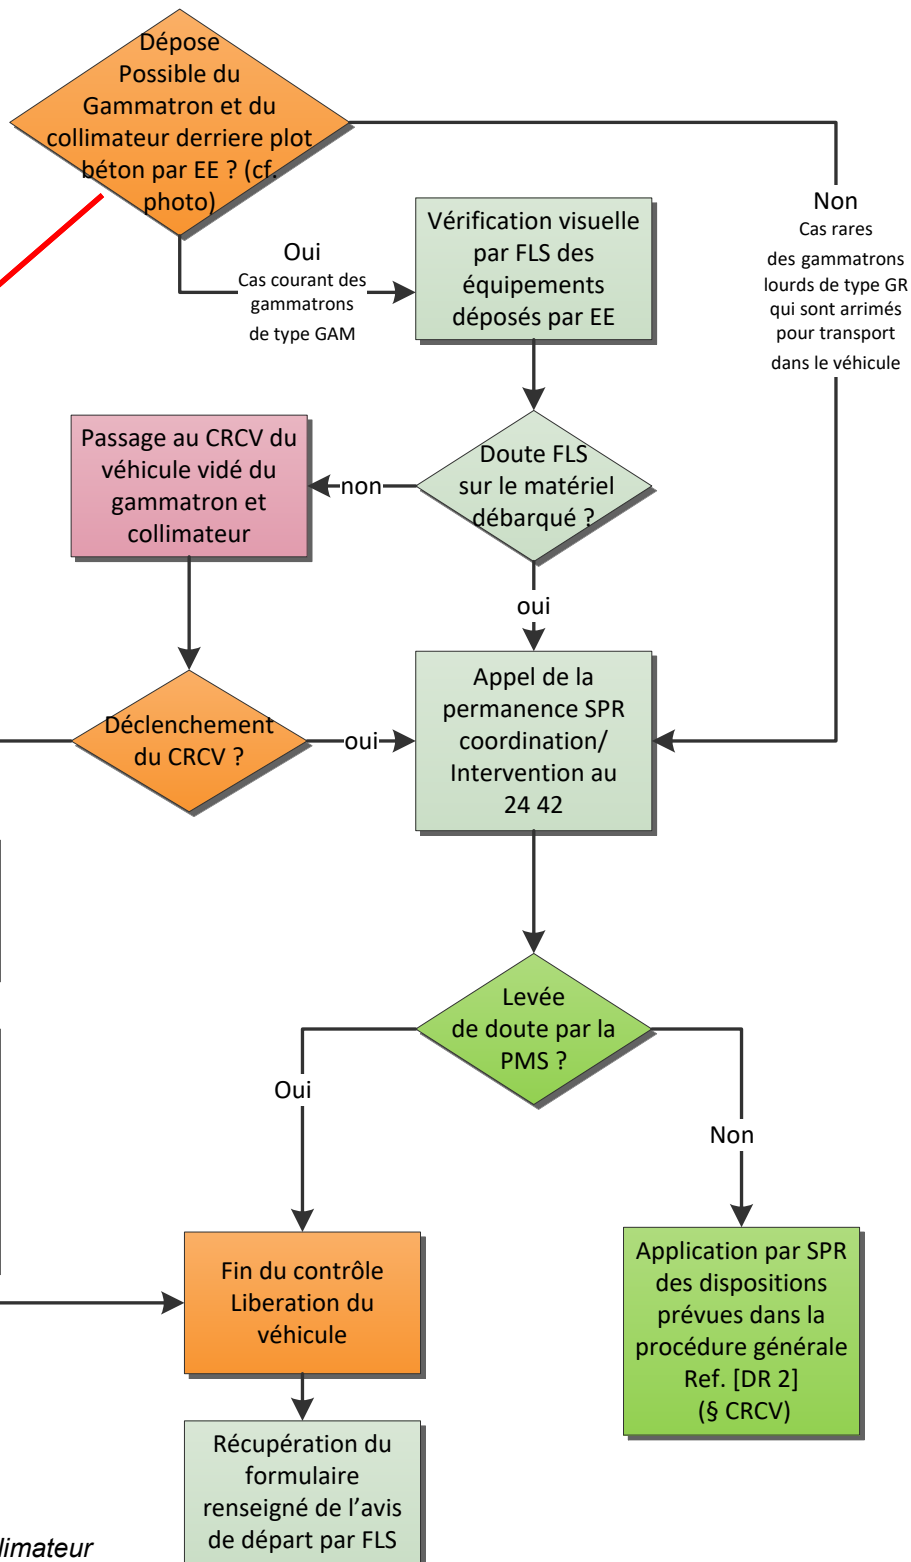 Dépose
Possible du
Gammatron et du
collimateur derriere plot
béton par EE ? (cf.
photo)
Oui
Cas courant des
gammatrons
de type GAM
Vérification visuelle
par FLS des
équipements
déposés par EE
Non
Cas rares
des gammatrons
lourds de type GR
qui sont arrimés
pour transport
dans le véhicule
Passage au CRCV du
véhicule vidé du
gammatron et
collimateur
non
Doute FLS
sur le matériel
débarqué ?
oui
Déclenchement
du CRCV ?
oui
Appel de la
permanence SPR
coordination/
Intervention au
24 42
Levée
de doute par la
PMS ?
Oui
Non
Fin du contrôle
Liberation du
véhicule
Application par SPR
des dispositions
prévues dans la
procédure générale
Ref. [DR 2]
(§ CRCV)
Récupération du
formulaire
renseigné de l’avis
de départ par FLS
limateur